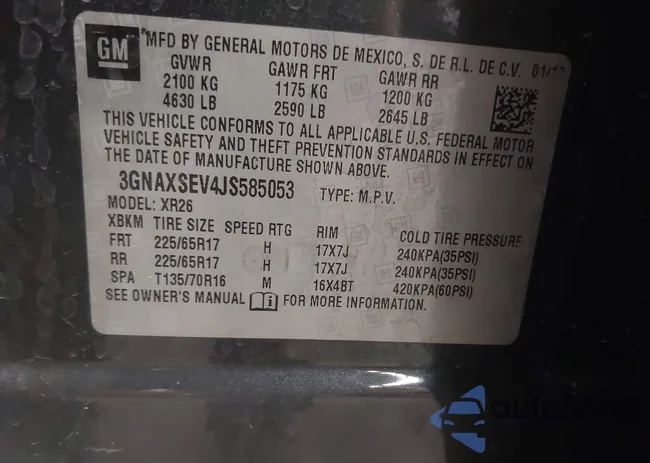 GM *MFD BY GENERAL MOTORS DE MEXICO, S. DE R.L. DE C.V. 01/
GVWR GAWR FRT GAWR RR
2100 KG 1175 KG 1200 KG
4630 LB 2590 LB 2645 LB
THIS VEHICLE CONFORMS TO ALL APPLICABLE U.S. FEDERAL MOTOR
VEHICLE SAFETY AND THEFT PREVENTION STANDARDS IN EFFECT ON
THE DATE OF MANUFACTURE SHOWN ABOVE.
3GNAXSEV4JS585053 TYPE: M.P.V.
MODEL: XR26
XBKM TIRE SIZE SPEED RTG RIM COLD TIRE PRESSURE
FRT 225/65R17 H 17X7J 240KPA(35PSI)
RR 225/65R17 H 17X7J 240KPA(35PSI)
SPA T135/70R16 M 16X4BT 420KPA(60PSI)
SEE OWNER'S MANUAL FOR MORE INFORMATION.